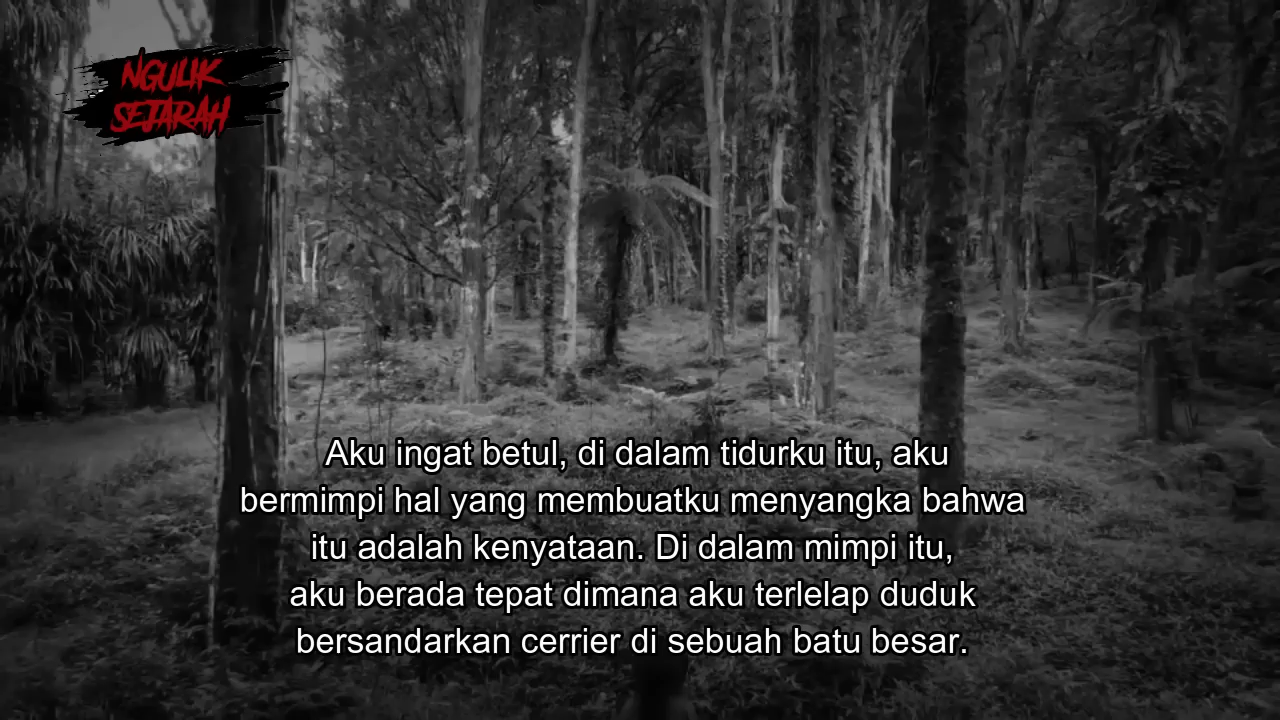 NGULIK
SEJARAH
Aku ingat betul, di dalam tidurku itu, aku
bermimpi hal yang membuatku menyangka bahwa
itu adalah kenyataan. Di dalam mimpi itu,
aku berada tepat dimana aku terlelap duduk
bersandarkan cerrier di sebuah batu besar.